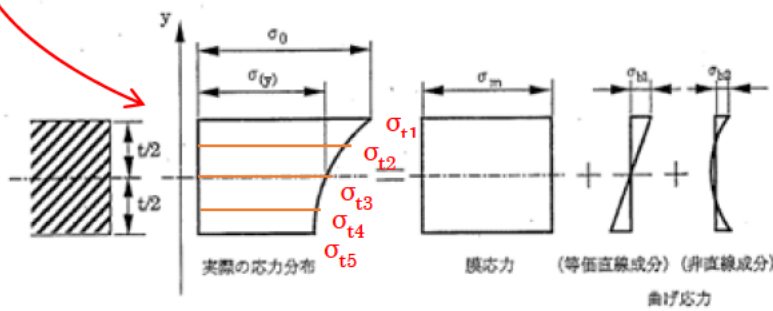 y
σ0
σ(y)
σm
σb1
σb2
t/2
t/2
σt1
σt2
σt3
σt4
σt5
=
+
+
実際の応力分布
膜応力
(等価直線成分)
(非直線成分)
曲げ応力